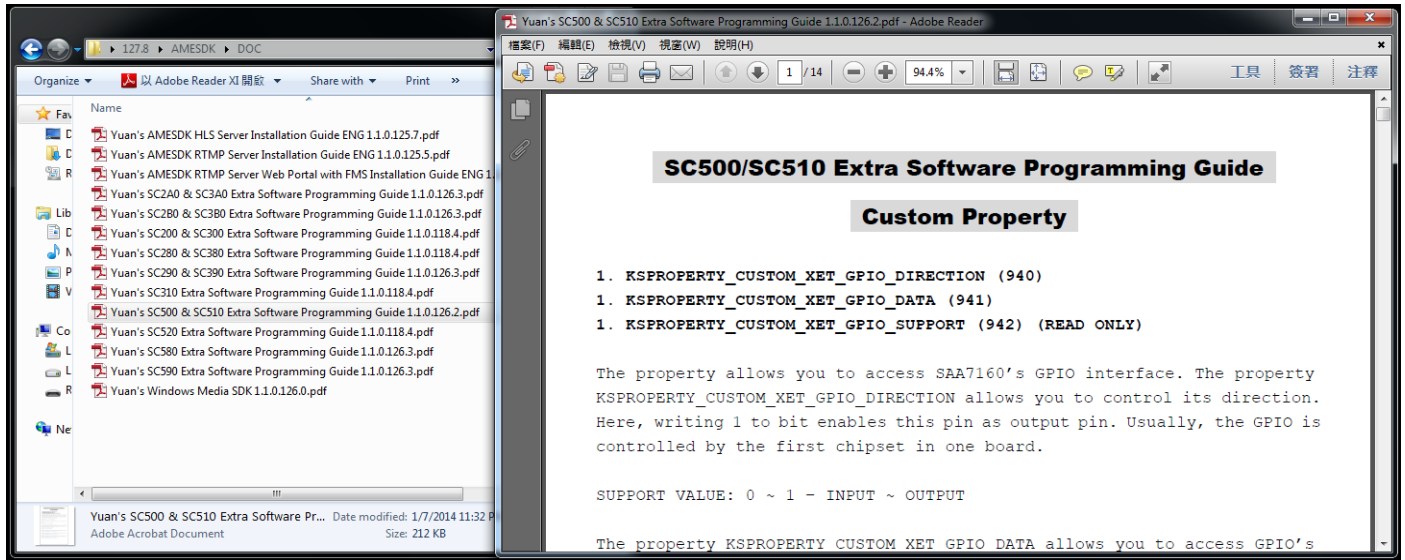 127.8 ▸ AMESDK ▸ DOC
Organize
以 Adobe Reader XI 開啟
Share with
Print
»
Name
Fav
Yuan's AMESDK HLS Server Installation Guide ENG 1.1.0.125.7.pdf
Yuan's AMESDK RTMP Server Installation Guide ENG 1.1.0.125.5.pdf
Yuan's AMESDK RTMP Server Web Portal with FMS Installation Guide ENG 1.
Yuan's SC2A0 & SC3A0 Extra Software Programming Guide 1.1.0.126.3.pdf
Lib
Yuan's SC2B0 & SC3B0 Extra Software Programming Guide 1.1.0.126.3.pdf
Yuan's SC200 & SC300 Extra Software Programming Guide 1.1.0.118.4.pdf
Yuan's SC280 & SC380 Extra Software Programming Guide 1.1.0.118.4.pdf
P
Yuan's SC290 & SC390 Extra Software Programming Guide 1.1.0.126.3.pdf
V
Yuan's SC310 Extra Software Programming Guide 1.1.0.118.4.pdf
Yuan's SC500 & SC510 Extra Software Programming Guide 1.1.0.126.2.pdf
Co
Yuan's SC520 Extra Software Programming Guide 1.1.0.118.4.pdf
L
Yuan's SC580 Extra Software Programming Guide 1.1.0.126.3.pdf
L
Yuan's SC590 Extra Software Programming Guide 1.1.0.126.3.pdf
R
Yuan's Windows Media SDK 1.1.0.126.0.pdf
Ne
Yuan's SC500 & SC510 Extra Software Pr... Date modified: 1/7/2014 11:32 P
Adobe Acrobat Document Size: 212 KB
Yuan's SC500 & SC510 Extra Software Programming Guide 1.1.0.126.2.pdf - Adobe Reader
檔案(F) 編輯(E) 檢視(V) 視窗(W) 說明(H)
1 / 14 94.4% 工具 簽署 注釋
SC500/SC510 Extra Software Programming Guide
Custom Property
1. KSPROPERTY_CUSTOM_XET_GPIO_DIRECTION (940)
1. KSPROPERTY_CUSTOM_XET_GPIO_DATA (941)
1. KSPROPERTY_CUSTOM_XET_GPIO_SUPPORT (942) (READ ONLY)
The property allows you to access SAA7160's GPIO interface. The property
KSPROPERTY_CUSTOM_XET_GPIO_DIRECTION allows you to control its direction.
Here, writing 1 to bit enables this pin as output pin. Usually, the GPIO is
controlled by the first chipset in one board.
SUPPORT VALUE: 0 ~ 1 - INPUT ~ OUTPUT
The property KSPROPERTY CUSTOM XET GPIO DATA allows you to access GPIO's